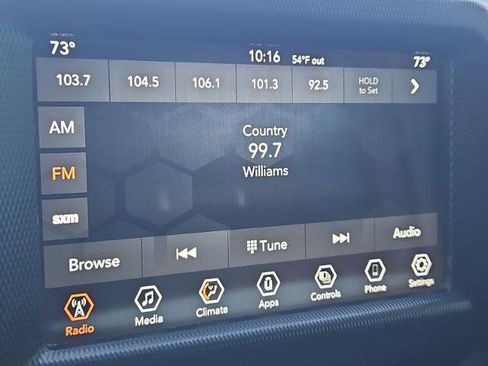 73° 10:16 54°F out 73°
103.7 104.5 106.1 101.3 92.5 HOLD to Set
AM
FM
sxm
Country
99.7
Williams
Browse Tune Audio
Radio Media Climate Apps Controls Phone Settings